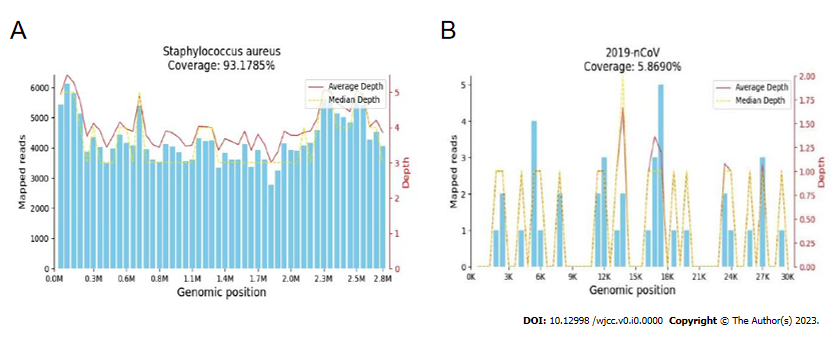 A
Staphylococcus aureus
Coverage: 93.1785%
Average Depth
Median Depth
Mapped reads
6000
5000
4000
3000
2000
1000
0
5
4
3
2
1
0
Depth
0.0M 0.3M 0.6M 0.8M 1.1M 1.4M 1.7M 2.0M 2.3M 2.5M 2.8M
Genomic position
B
2019-nCoV
Coverage: 5.8690%
Average Depth
Median Depth
Mapped reads
5
4
3
2
1
0
2.00
1.75
1.50
1.25
1.00
0.75
0.50
0.25
0.00
Depth
0K 3K 6K 9K 12K 15K 18K 21K 24K 27K 30K
Genomic position
DOI: 10.12998 /wjcc.v0.i0.0000 Copyright © The Author(s) 2023.